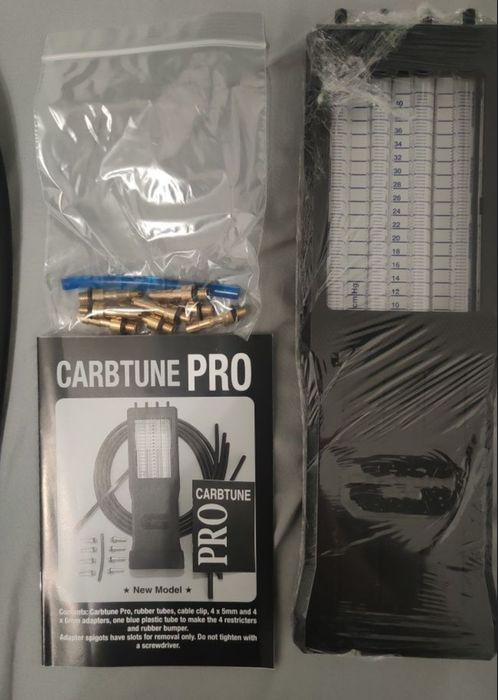 40
36
34
32
30
28
26
24
22
20
18
16
14
12
10
cm/Hg
CARBTUNE PRO
CARBTUNE
PRO
★ New Model ★
Contents: Carbtune Pro, rubber tubes, cable clip, 4 x 5mm and 4
x 6mm adapters, one blue plastic tube to make the 4 restricters
and rubber bumper.
Adapter spigots have slots for removal only. Do not tighten with
a screwdriver.